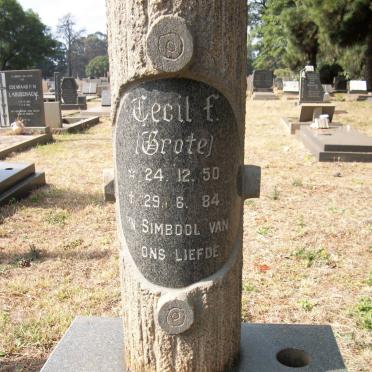 Cecil F.
(Grote)
* 24. 12. 50
† 29. 6. 84
'N SIMBOOL VAN
ONS LIEFDE